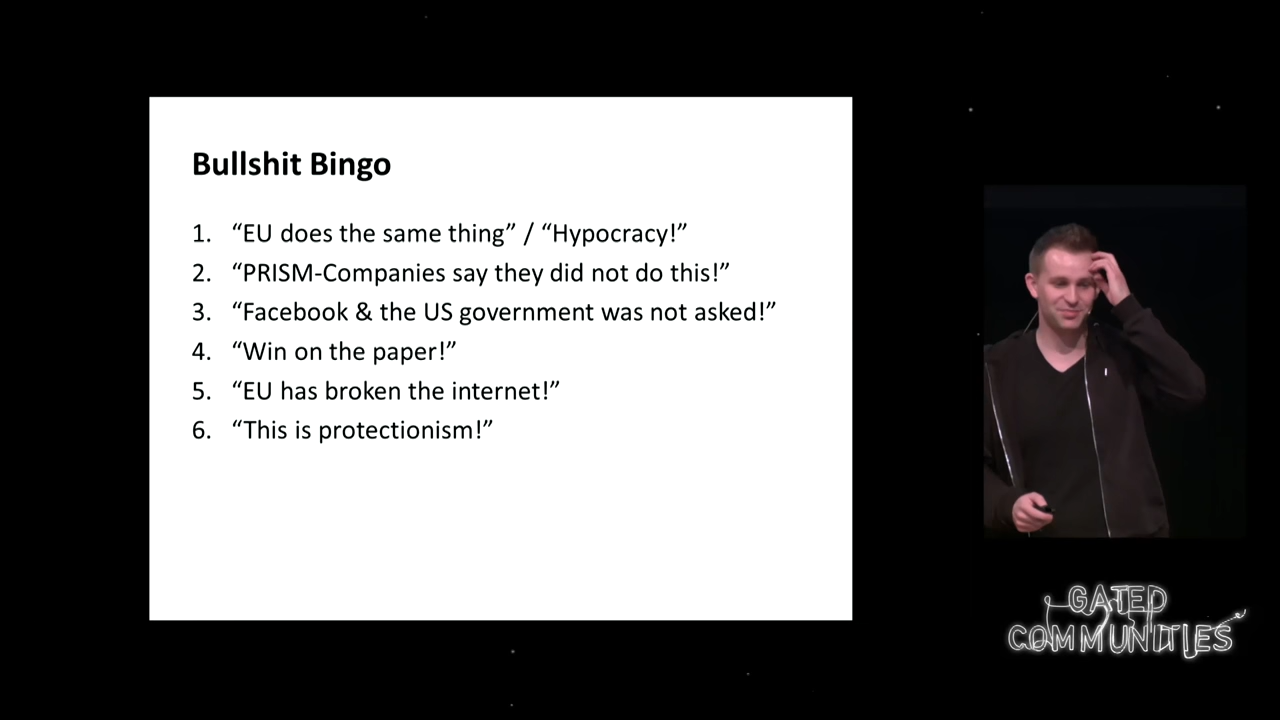 Bullshit Bingo
1. “EU does the same thing” / “Hypocracy!”
2. “PRISM-Companies say they did not do this!”
3. “Facebook & the US government was not asked!”
4. “Win on the paper!”
5. “EU has broken the internet!”
6. “This is protectionism!”
GATED
COMMUNITIES